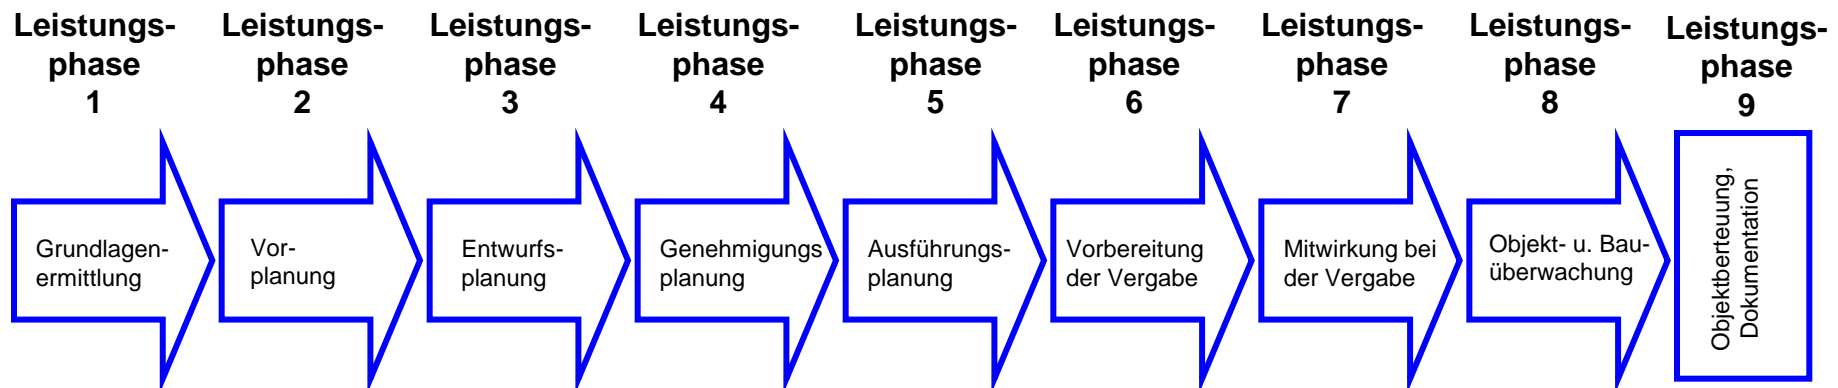 Leistungs-
phase
1
Leistungs-
phase
2
Leistungs-
phase
3
Leistungs-
phase
4
Leistungs-
phase
5
Leistungs-
phase
6
Leistungs-
phase
7
Leistungs-
phase
8
Leistungs-
phase
9
Grundlagen-
ermittlung
Vor-
planung
Entwurfs-
planung
Genehmigungs
planung
Ausführungs-
planung
Vorbereitung
der Vergabe
Mitwirkung bei
der Vergabe
Objekt- u. Bau-
überwachung
Objektberteuung,
Dokumentation